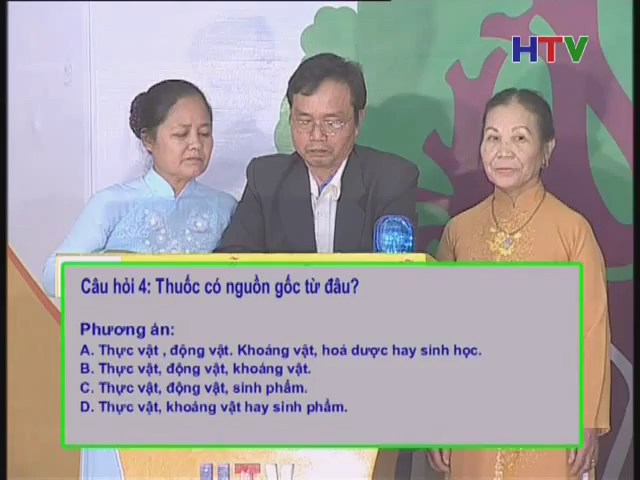 HTV
Câu hỏi 4: Thuốc có nguồn gốc từ đâu?
Phương án:
A. Thực vật , động vật. Khoáng vật, hoá dược hay sinh học.
B. Thực vật, động vật, khoáng vật.
C. Thực vật, động vật, sinh phẩm.
D. Thực vật, khoáng vật hay sinh phẩm.
HTV